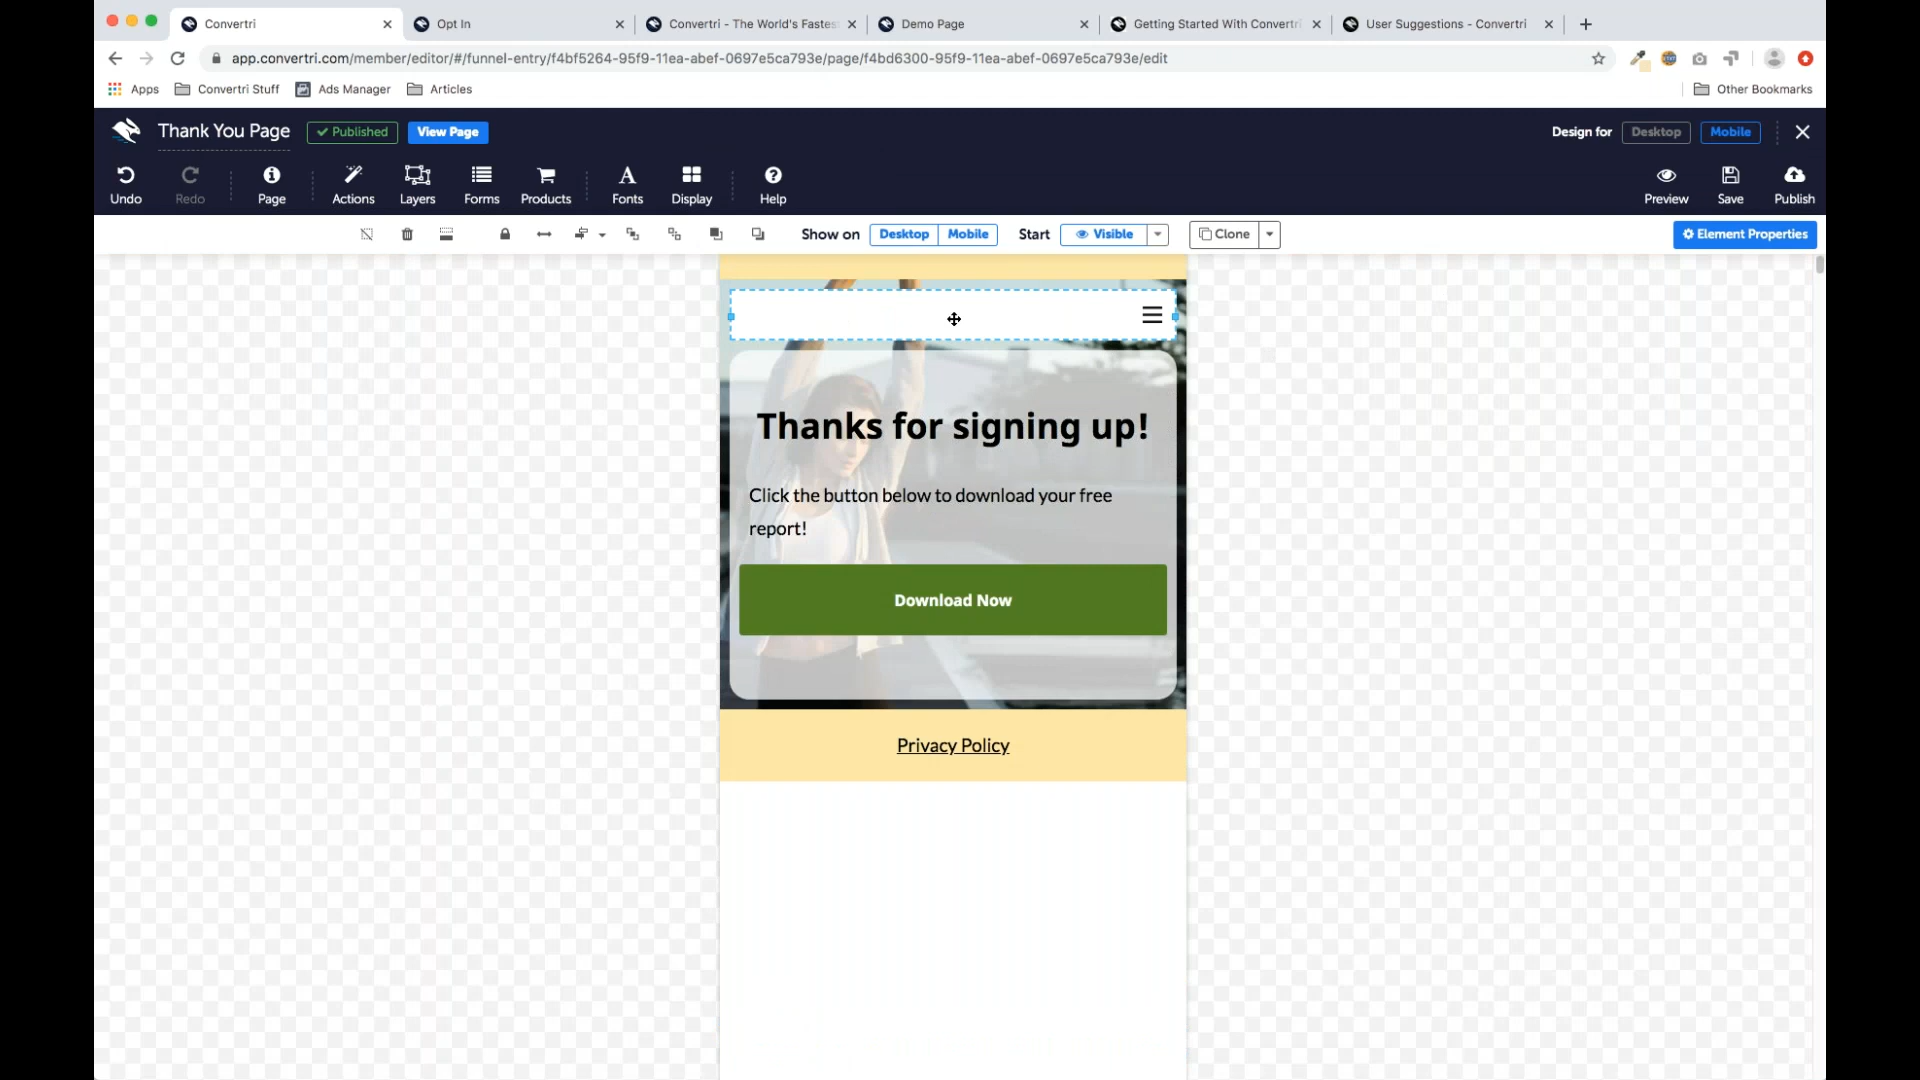 Convertri
Opt In
Convertri - The World's Fastes
Demo Page
Getting Started With Convertri
User Suggestions - Convertri
app.convertri.com/member/editor/#/funnel-entry/f4bf5264-95f9-11ea-abef-0697e5ca793e/page/f4bd6300-95f9-11ea-abef-0697e5ca793e/edit
Apps
Convertri Stuff
Ads Manager
Articles
Other Bookmarks
Thank You Page
Published
View Page
Design for
Desktop
Mobile
Undo
Redo
Page
Actions
Layers
Forms
Products
Fonts
Display
Help
Preview
Save
Publish
Show on
Desktop
Mobile
Start
Visible
Clone
Element Properties
Thanks for signing up!
Click the button below to download your free
report!
Download Now
Privacy Policy